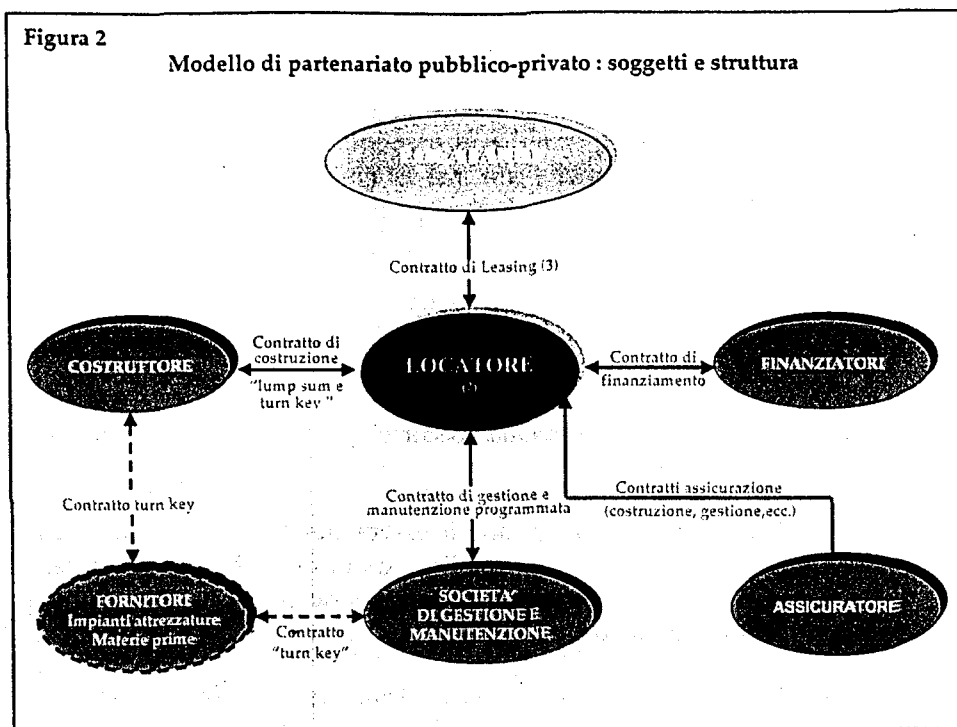 Figura 2
Modello di partenariato pubblico-privato : soggetti e struttura
Contratto di Leasing (3)
COSTRUTTORE
Contratto di
costruzione
"lump sum e
turn key "
LOCATORE
Contratto di
finanziamento
FINANZIATORI
Contratto turn key
Contratto di gestione e
manutenzione programmata
Contratti assicurazione
(costruzione, gestione,ecc.)
FORNITORE
Impianti attrezzature
Materie prime
Contratto
"turn key"
SOCIETA'
DI GESTIONE E
MANUTENZIONE
ASSICURATORE